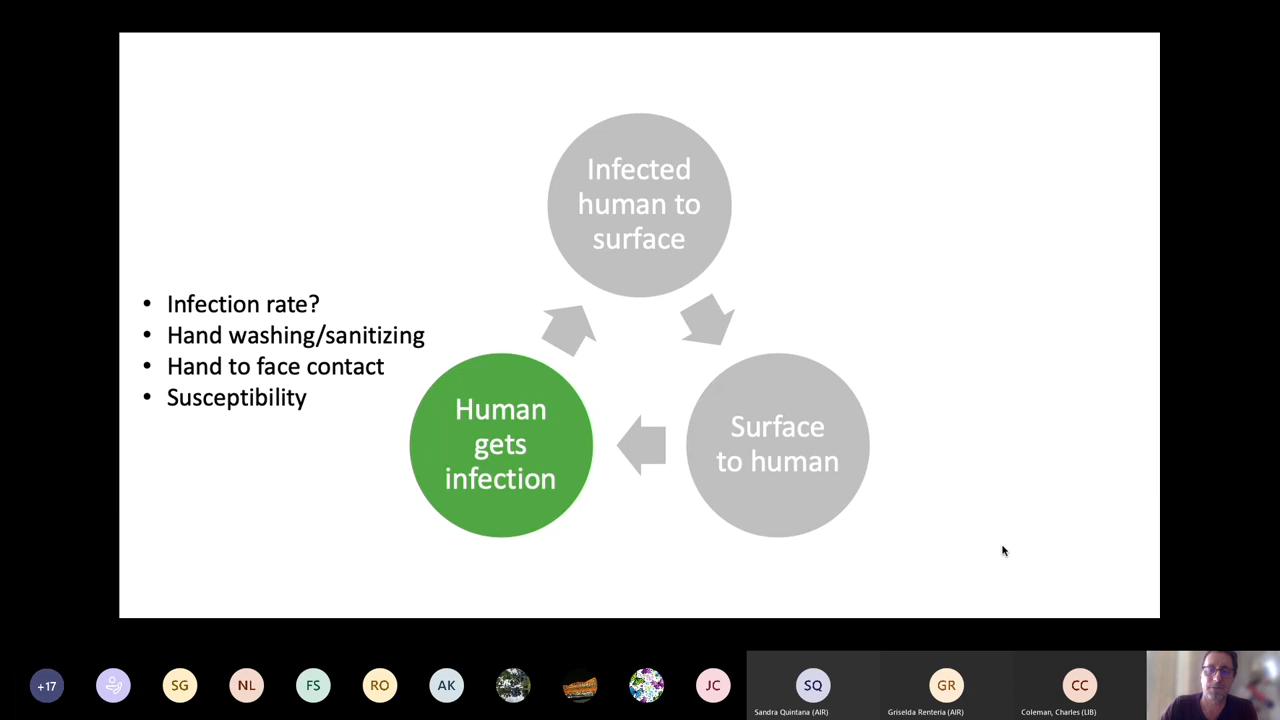 Infected
human to
surface
• Infection rate?
• Hand washing/sanitizing
• Hand to face contact
• Susceptibility
Human
gets
infection
Surface
to human
+17
SG
NL
FS
RO
AK
JC
SQ
GR
CC
Sandra Quintana (AIR)
Griselda Renteria (AIR)
Coleman, Charles (LIB)